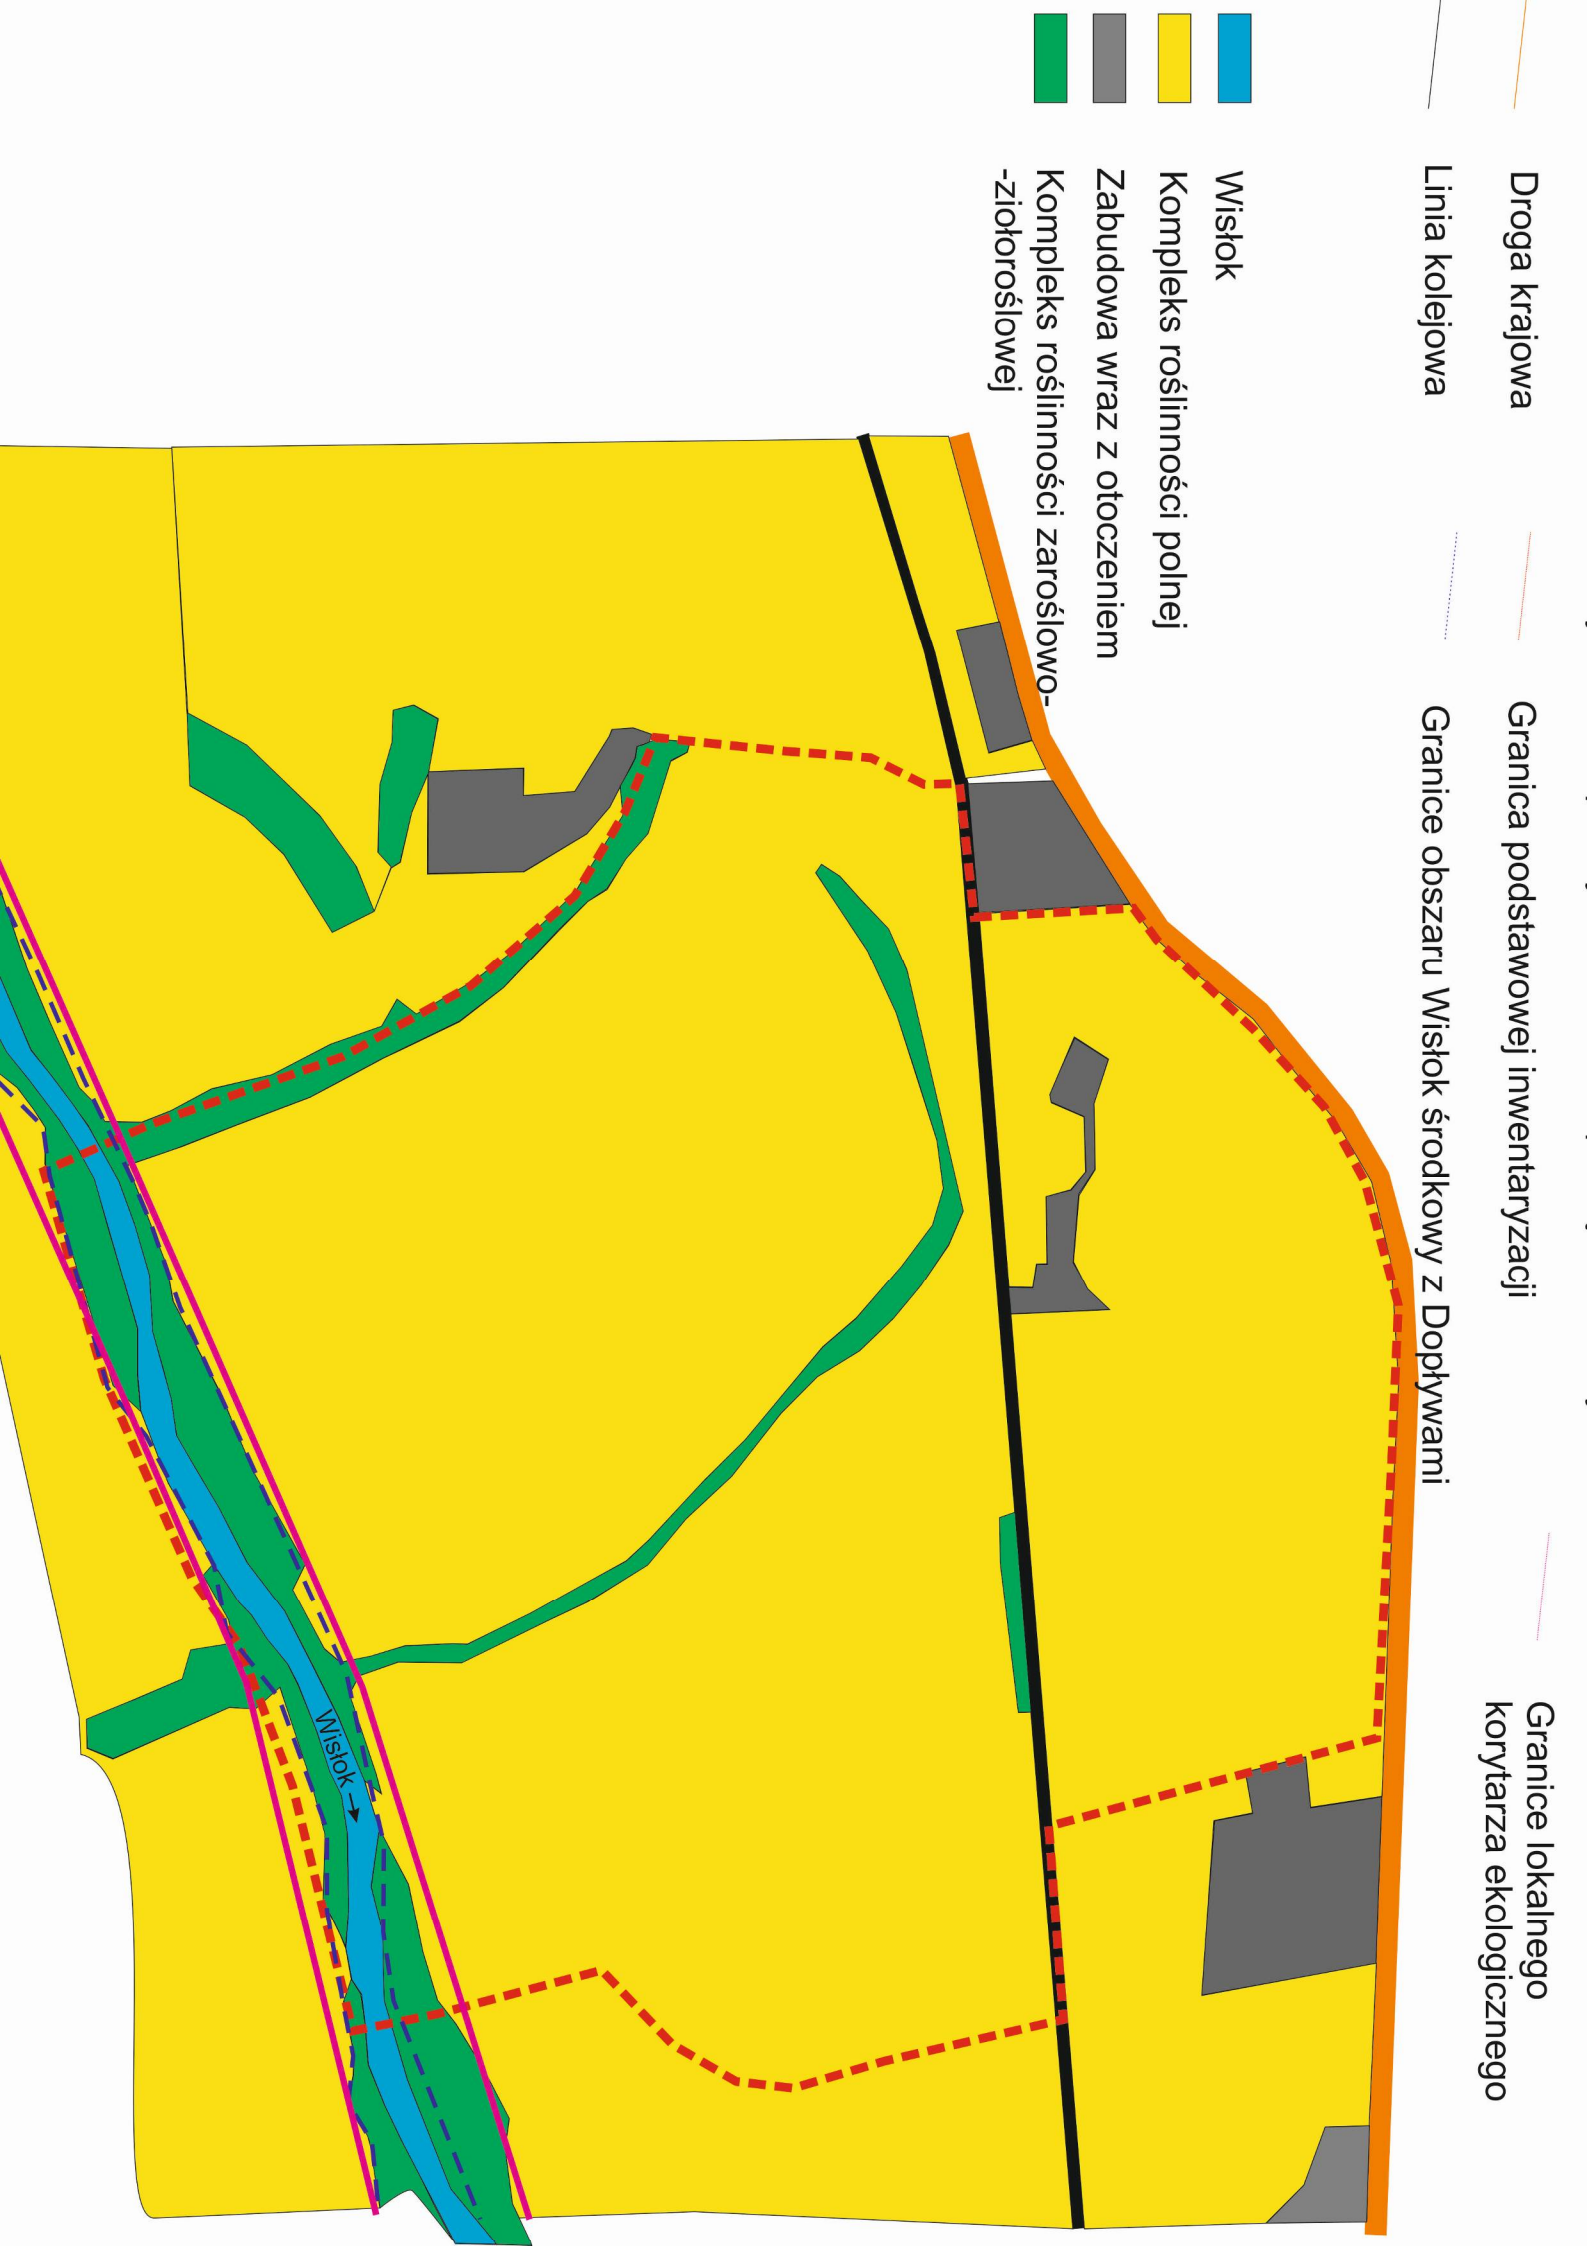 Droga krajowa
Linia kolejowa
Granica podstawowej inwentaryzacji
Granice obszaru Wisłok środkowy z Dopływami
Granice lokalnego
korytarza ekologicznego
Wisłok
Kompleks roślinności polnej
Zabudowa wraz z otoczeniem
Kompleks roślinności zaroślowo-
-ziołoroślowej
Wisłok